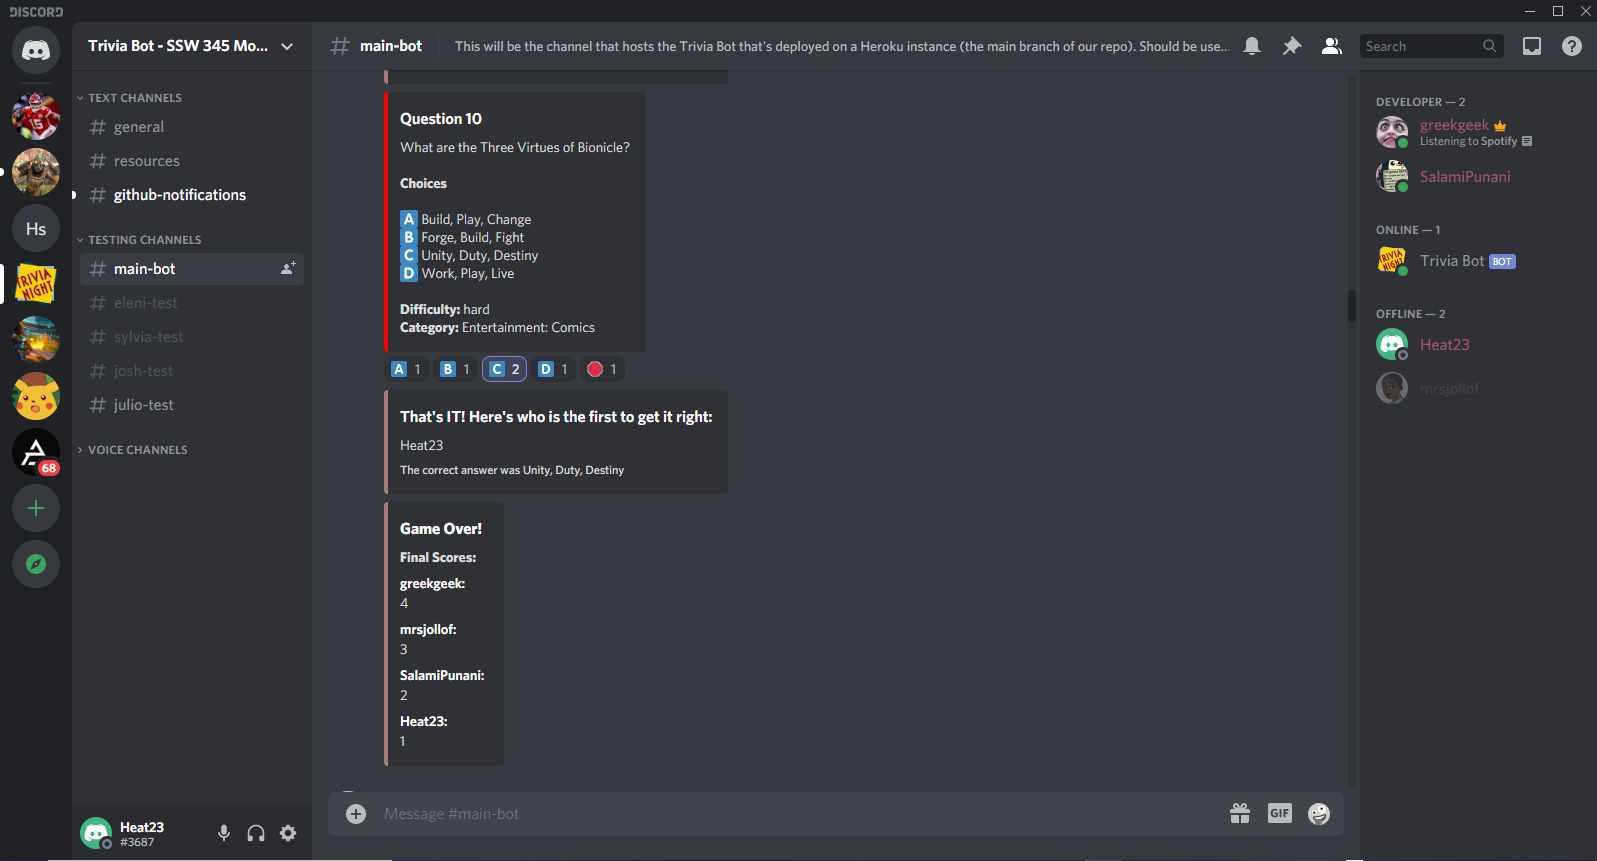 DISCORD
Trivia Bot - SSW 345 Mo...
main-bot
This will be the channel that hosts the Trivia Bot that's deployed on a Heroku instance (the main branch of our repo). Should be use...
Search
15
Hs
TRIVIA
NIGHT
68
TEXT CHANNELS
general
resources
github-notifications
TESTING CHANNELS
main-bot
eleni-test
sylvia-test
josh-test
julio-test
VOICE CHANNELS
Heat23
#3687
Question 10
What are the Three Virtues of Bionicle?
Choices
A Build, Play, Change
B Forge, Build, Fight
C Unity, Duty, Destiny
D Work, Play, Live
Difficulty: hard
Category: Entertainment: Comics
A 1 B 1 C 2 D 1 1
That's IT! Here's who is the first to get it right:
Heat23
The correct answer was Unity, Duty, Destiny
Game Over!
Final Scores:
greekgeek:
4
mrsjollof:
3
SalamiPunani:
2
Heat23:
1
Message #main-bot
GIF
DEVELOPER — 2
greekgeek
Listening to Spotify
SalamiPunani
ONLINE — 1
TRIVIA
NIGHT
Trivia Bot BOT
OFFLINE — 2
Heat23
mrsjollof